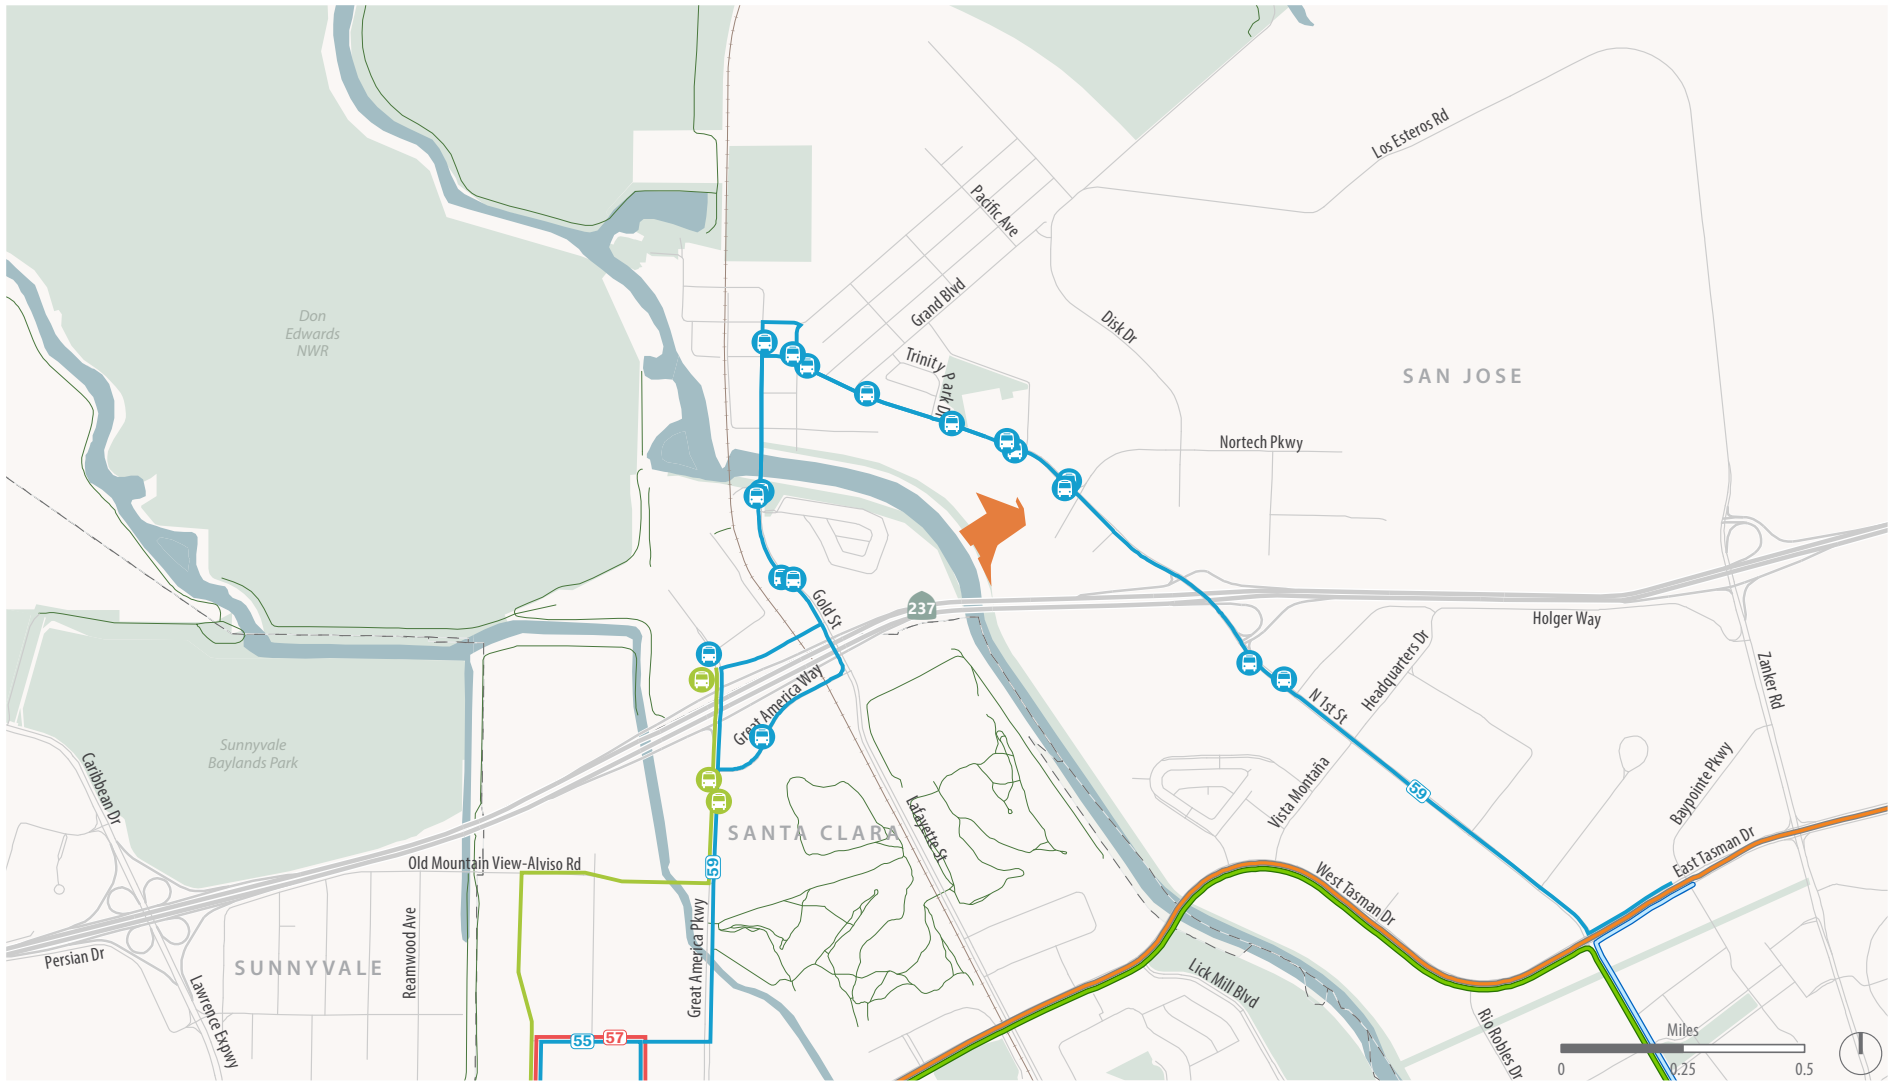 Los Esteros Rd
Pacific Ave
Grand Blvd
Disk Dr
Don
Edwards
NWR
Trinity Park Dr
SAN JOSE
Nortech Pkwy
Gold St
237
Holger Way
Headquarters Dr
Zanker Rd
Great America Way
N 1st St
Sunnyvale
Baylands Park
Caribbean Dr
Baypointe Pkwy
Vista Montaña
59
Lafayette St
SANTA CLARA
East Tasman Dr
Old Mountain View-Alviso Rd
59
West Tasman Dr
Reamwood Ave
Great America Pkwy
Persian Dr
SUNNYVALE
Lick Mill Blvd
Lawrence Expwy
Rio Robles Dr
55
57
Miles
0 0.25 0.5